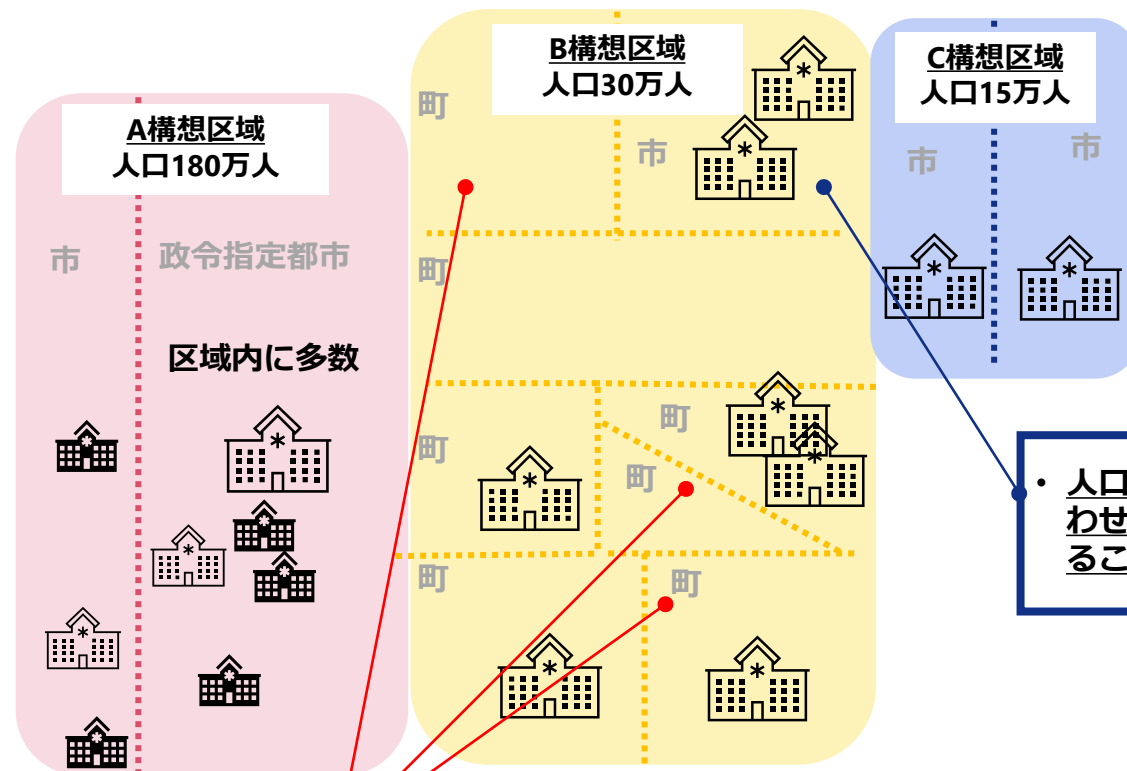 A構想区域
人口180万人
市
政令指定都市
区域内に多数
B構想区域
人口30万人
町
市
町
町
町
町
町
町
C構想区域
人口15万人
市
市
・ 人口
わせ
るこ